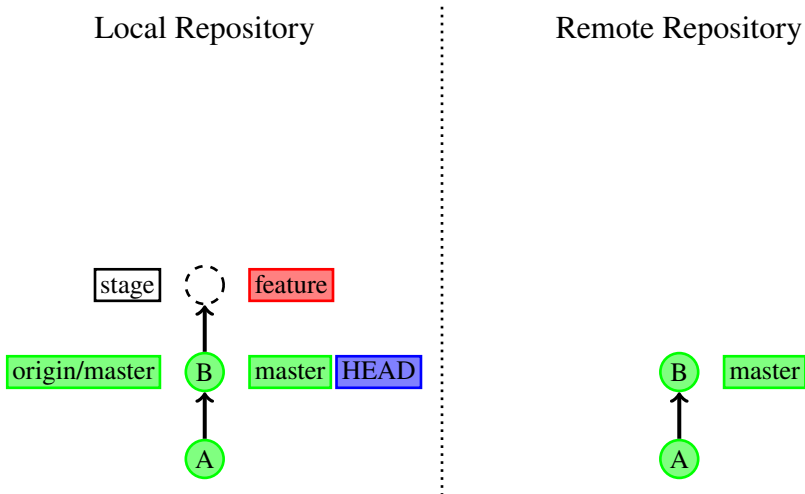 Local Repository
Remote Repository
stage
feature
origin/master
B
master
HEAD
B
master
A
A